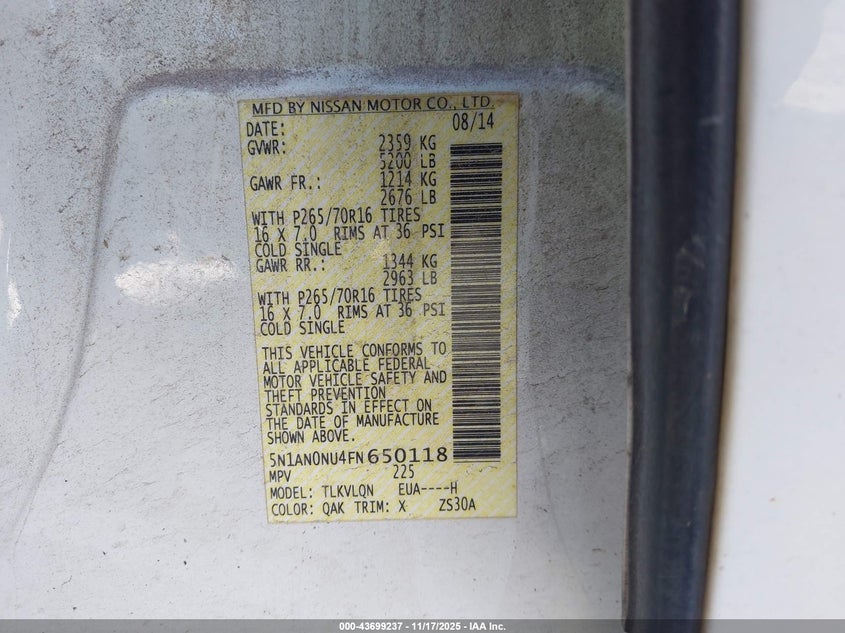 MFD BY NISSAN MOTOR CO., LTD.
DATE: 08/14
GVWR: 2359 KG
5200 LB
GAWR FR.: 1214 KG
2676 LB
WITH P265/70R16 TIRES
16 X 7.0 RIMS AT 36 PSI
COLD SINGLE
GAWR RR.: 1344 KG
2963 LB
WITH P265/70R16 TIRES
16 X 7.0 RIMS AT 36 PSI
COLD SINGLE
THIS VEHICLE CONFORMS TO
ALL APPLICABLE FEDERAL
MOTOR VEHICLE SAFETY AND
THEFT PREVENTION
STANDARDS IN EFFECT ON
THE DATE OF MANUFACTURE
SHOWN ABOVE.
5N1AN0NU4FN650118
MPV 225
MODEL: TLKVLQN EUA----H
COLOR: QAK TRIM: X ZS30A
000-43699237 - 11/17/2025 - IAA Inc.